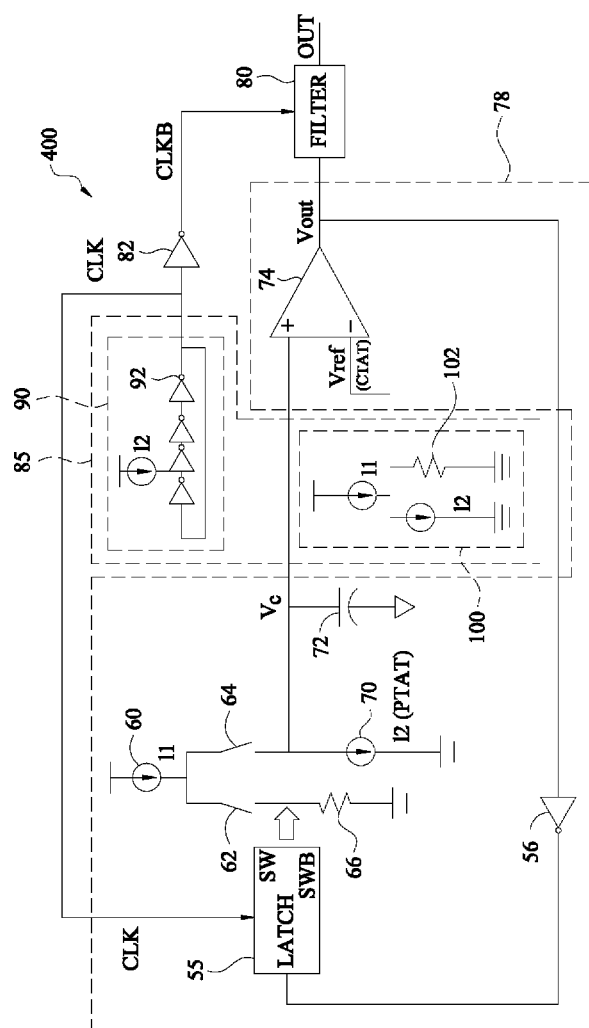 400
CLK
CLKB
82
80
FILTER
OUT
78
90
85
92
I2
Vout
74
+
−
Vref
(CTAT)
102
I1
I2
100
Vc
72
CLK
60
I1
64
62
70
I2 (PTAT)
66
55
LATCH
SW
SWB
56